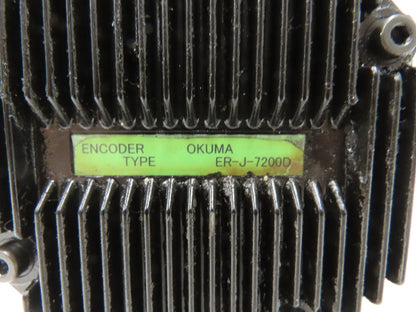 ENCODER OKUMA
TYPE ER-J-7200D